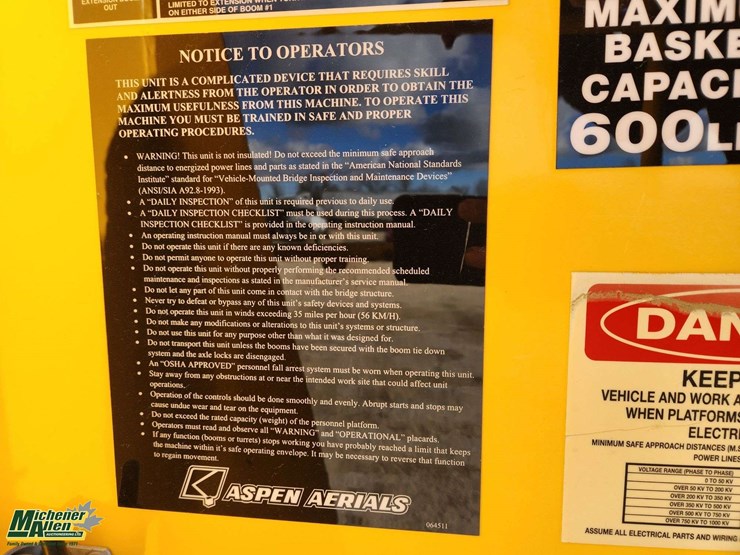 OUT
LIMITED TO EXTENSION WHEN
ON EITHER SIDE OF BOOM #1
NOTICE TO OPERATORS
THIS UNIT IS A COMPLICATED DEVICE THAT REQUIRES SKILL
AND ALERTNESS FROM THE OPERATOR IN ORDER TO OBTAIN THE
MAXIMUM USEFULNESS FROM THIS MACHINE. TO OPERATE THIS
MACHINE YOU MUST BE TRAINED IN SAFE AND PROPER
OPERATING PROCEDURES.
• WARNING! This unit is not insulated! Do not exceed the minimum safe approach
distance to energized power lines and parts as stated in the "American National Standards
Institute" standard for "Vehicle-Mounted Bridge Inspection and Maintenance Devices"
(ANSI/SIA A92.8-1993).
• A "DAILY INSPECTION" of this unit is required previous to daily use.
• A "DAILY INSPECTION CHECKLIST" must be used during this process. A "DAILY
INSPECTION CHECKLIST" is provided in the operating instruction manual.
• An operating instruction manual must always be in or with this unit.
• Do not operate this unit if there are any known deficiencies.
• Do not permit anyone to operate this unit without proper training.
• Do not operate this unit without properly performing the recommended scheduled
maintenance and inspections as stated in the manufacturer's service manual.
• Do not let any part of this unit come in contact with the bridge structure.
• Never try to defeat or bypass any of this unit's safety devices and systems.
• Do not operate this unit in winds exceeding 35 miles per hour (56 KM/H).
• Do not make any modifications or alterations to this unit's systems or structure.
• Do not use this unit for any purpose other than what it was designed for.
• Do not transport this unit unless the booms have been secured with the boom tie down
system and the axle locks are disengaged.
• An "OSHA APPROVED" personnel fall arrest system must be worn when operating this unit.
• Stay away from any obstructions at or near the intended work site that could affect unit
operations.
• Operation of the controls should be done smoothly and evenly. Abrupt starts and stops may
cause undue wear and tear on the equipment.
• Do not exceed the rated capacity (weight) of the personnel platform.
• Operators must read and observe all "WARNING" and "OPERATIONAL" placards.
• If any function (booms or turrets) stops working you have probably reached a limit that keeps
the machine within it's safe operating envelope. It may be necessary to reverse that function
to regain movement.
ASPEN AERIALS
064511
MAXIM
BASKE
CAPACI
600L
DAN
KEEP
VEHICLE AND WORK A
WHEN PLATFORMS
ELECTRI
MINIMUM SAFE APPROACH DISTANCES (M.S
POWER LINES
VOLTAGE RANGE (PHASE TO PHASE)
0 TO 50 KV
OVER 50 KV TO 200 KV
OVER 200 KV TO 350 KV
OVER 350 KV TO 500 KV
OVER 500 KV TO 750 KV
OVER 750 KV TO 1000 KV
ASSUME ALL ELECTRICAL PARTS AND WIRING
Michener
Allen
AUCTIONEERING LTD.